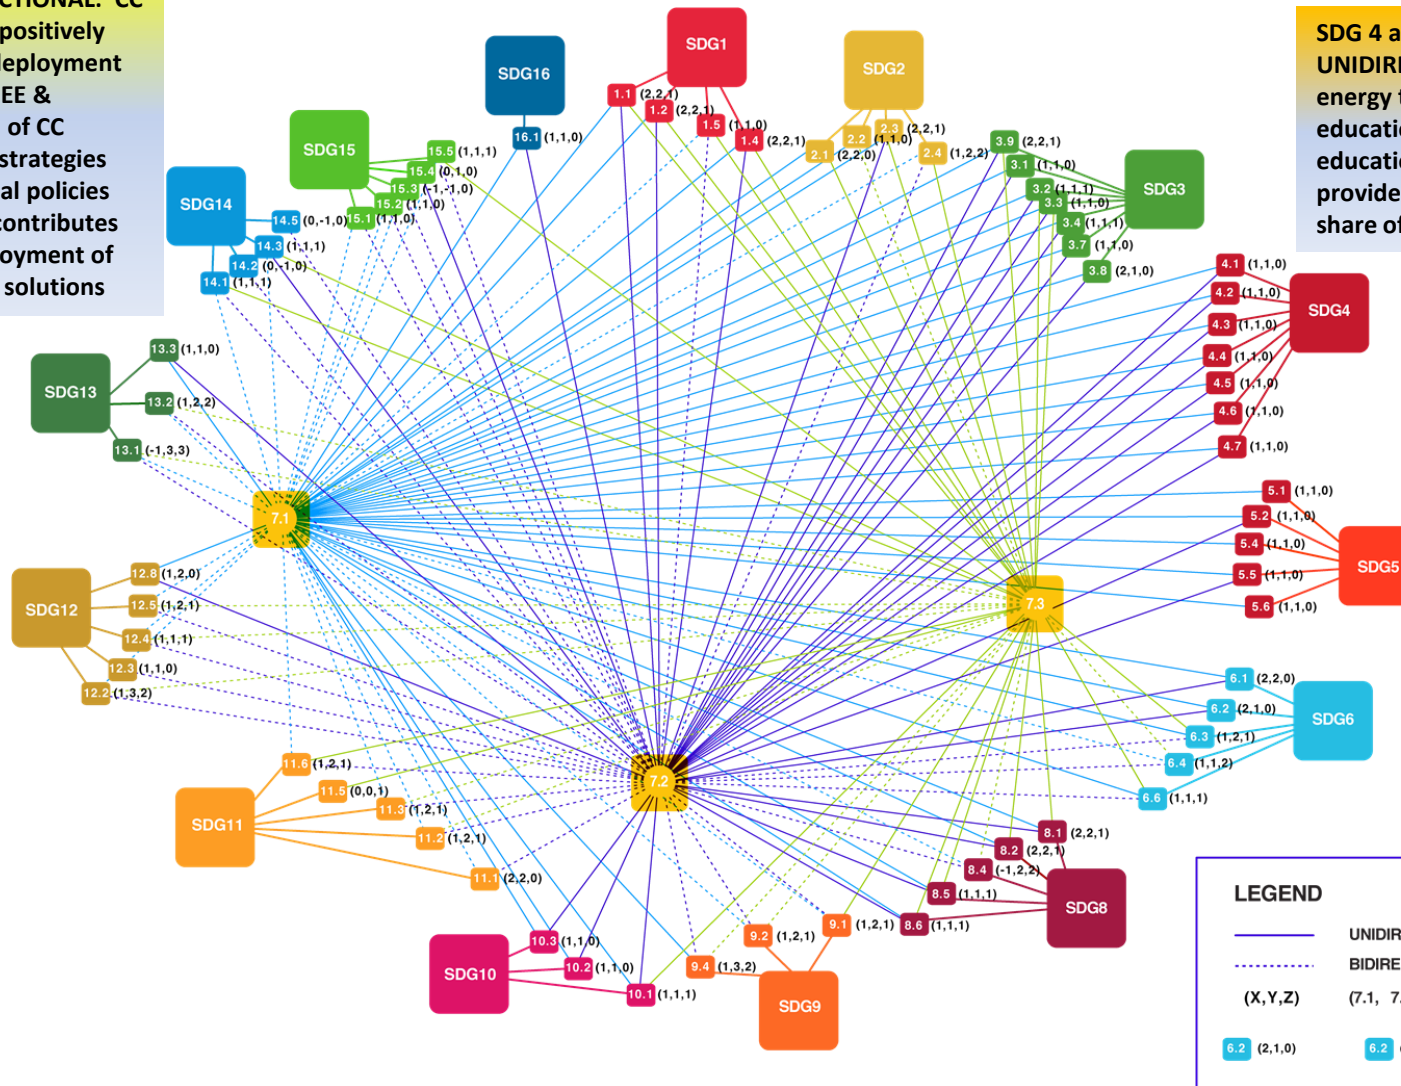 CTIONAL: CC
positively
deployment
EE &
of CC
strategies
al policies
contributes
oyment of
solutions
SDG 4 a
UNIDIRE
energy t
educatio
educatio
provide
share of
SDG1
1.1 (2,2,1)
1.2 (2,2,1)
1.5 (1,1,0)
1.4 (2,2,1)
SDG2
2.1 (2,2,0)
2.2 (1,1,0)
2.3 (2,2,1)
2.4 (1,2,2)
SDG3
3.9 (2,2,1)
3.1 (1,1,0)
3.2 (1,1,1)
3.3 (1,1,0)
3.4 (1,1,1)
3.7 (1,1,0)
3.8 (2,1,0)
SDG4
4.1 (1,1,0)
4.2 (1,1,0)
4.3 (1,1,0)
4.4 (1,1,0)
4.5 (1,1,0)
4.6 (1,1,0)
4.7 (1,1,0)
SDG5
5.1 (1,1,0)
5.2 (1,1,0)
5.4 (1,1,0)
5.5 (1,1,0)
5.6 (1,1,0)
SDG6
6.1 (2,2,0)
6.2 (2,1,0)
6.3 (1,2,1)
6.4 (1,1,2)
6.6 (1,1,1)
SDG8
8.1 (2,2,1)
8.2 (2,2,1)
8.4 (-1,2,2)
8.5 (1,1,1)
8.6 (1,1,1)
SDG9
9.1 (1,2,1)
9.2 (1,2,1)
9.4 (1,3,2)
SDG10
10.3 (1,1,0)
10.2 (1,1,0)
10.1 (1,1,1)
SDG11
11.6 (1,2,1)
11.5 (0,0,1)
11.3 (1,2,1)
11.2 (1,2,1)
11.1 (2,2,0)
SDG12
12.8 (1,2,0)
12.5 (1,2,1)
12.4 (1,1,1)
12.3 (1,1,0)
12.2 (1,3,2)
SDG13
13.3 (1,1,0)
13.2 (1,2,2)
13.1 (-1,3,3)
SDG14
14.5 (0,-1,0)
14.3 (1,1,1)
14.2 (0,-1,0)
14.1 (1,1,1)
SDG15
15.5 (1,1,1)
15.4 (0,1,0)
15.3 (-1,-1,0)
15.2 (1,1,0)
15.1 (1,1,0)
SDG16
16.1 (1,1,0)
7.1
7.2
7.3
LEGEND
UNIDIR
BIDIRE
(X,Y,Z) (7.1, 7.
6.2 (2,1,0) 6.2 (